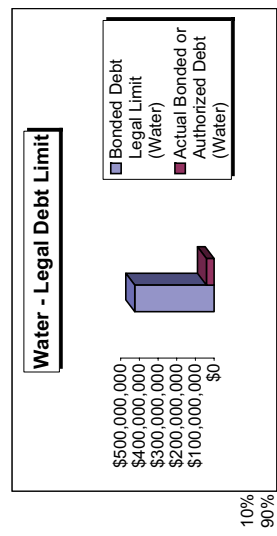 Water - Legal Debt Limit
$500,000,000
$400,000,000
$300,000,000
$200,000,000
$100,000,000
$0
Bonded Debt
Legal Limit
(Water)
Actual Bonded or
Authorized Debt
(Water)
10%
90%